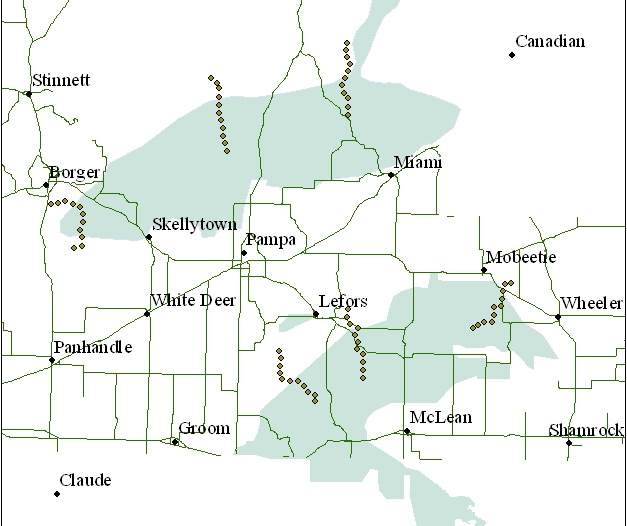 Canadian
Stinnett
Miami
Borger
Skellytown
Pampa
Mobeetie
White Deer
Lefors
Wheeler
Panhandle
McLean
Groom
Shamrock
Claude